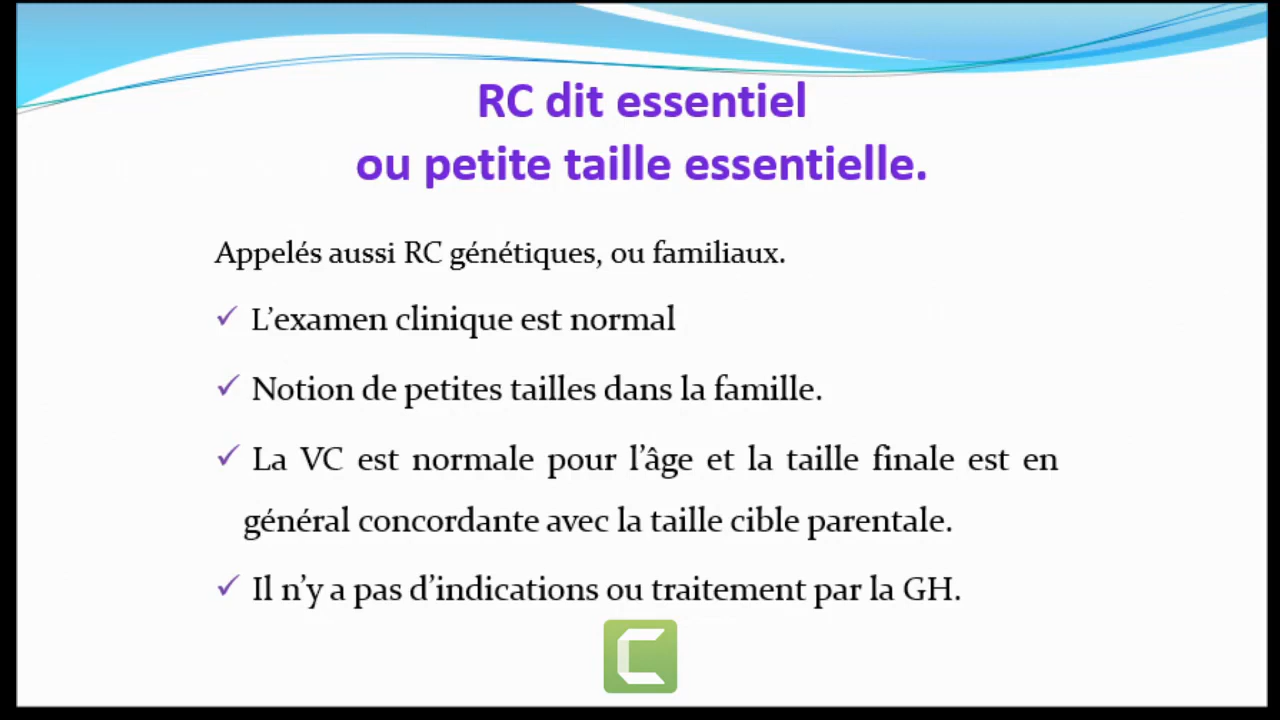 RC dit essentiel
ou petite taille essentielle.
Appelés aussi RC génétiques, ou familiaux.
✓ L’examen clinique est normal
✓ Notion de petites tailles dans la famille.
✓ La VC est normale pour l’âge et la taille finale est en
général concordante avec la taille cible parentale.
✓ Il n’y a pas d’indications ou traitement par la GH.